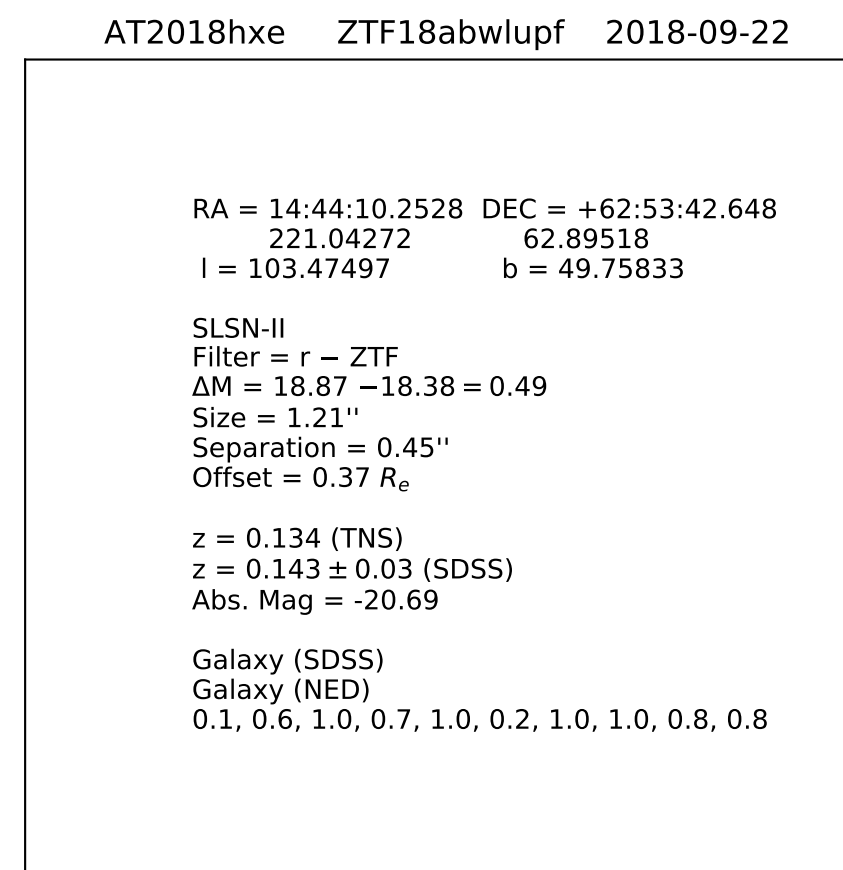 AT2018hxe ZTF18abwlupf 2018-09-22
RA = 14:44:10.2528 DEC = +62:53:42.648
221.04272 62.89518
l = 103.47497 b = 49.75833
SLSN-II
Filter = r − ZTF
ΔM = 18.87 −18.38 = 0.49
Size = 1.21''
Separation = 0.45''
Offset = 0.37 Re
z = 0.134 (TNS)
z = 0.143 ± 0.03 (SDSS)
Abs. Mag = -20.69
Galaxy (SDSS)
Galaxy (NED)
0.1, 0.6, 1.0, 0.7, 1.0, 0.2, 1.0, 1.0, 0.8, 0.8